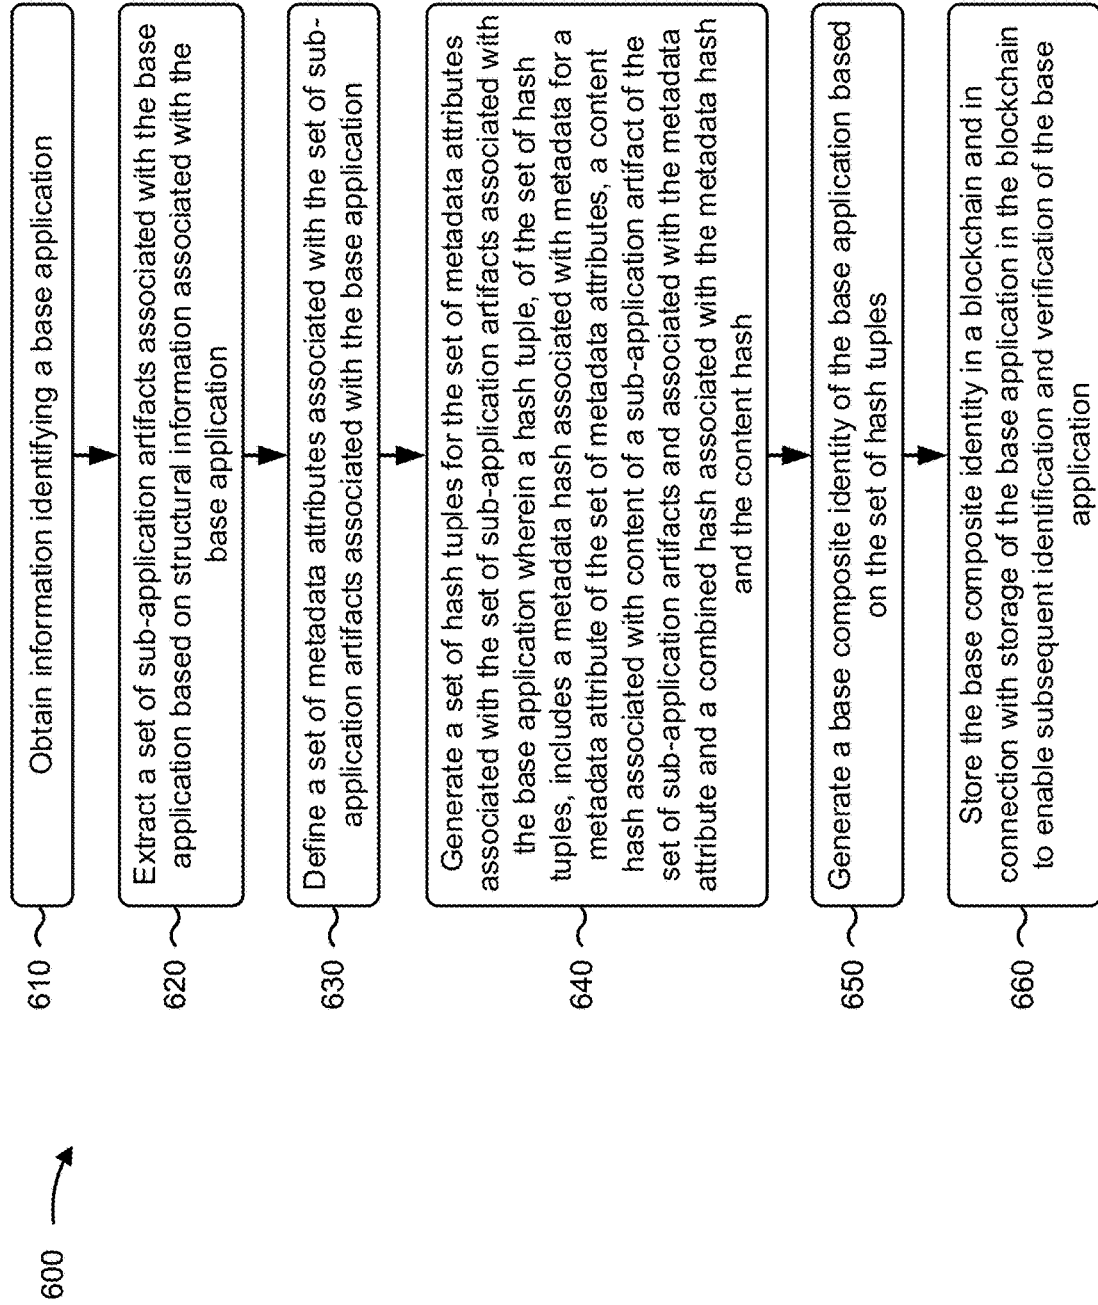 600
610
Obtain information identifying a base application
620
Extract a set of sub-application artifacts associated with the base
application based on structural information associated with the
base application
630
Define a set of metadata attributes associated with the set of sub-
application artifacts associated with the base application
640
Generate a set of hash tuples for the set of metadata attributes
associated with the set of sub-application artifacts associated with
the base application wherein a hash tuple, of the set of hash
tuples, includes a metadata hash associated with metadata for a
metadata attribute of the set of metadata attributes, a content
hash associated with content of a sub-application artifact of the
set of sub-application artifacts and associated with the metadata
attribute and a combined hash associated with the metadata hash
and the content hash
650
Generate a base composite identity of the base application based
on the set of hash tuples
660
Store the base composite identity in a blockchain and in
connection with storage of the base application in the blockchain
to enable subsequent identification and verification of the base
application